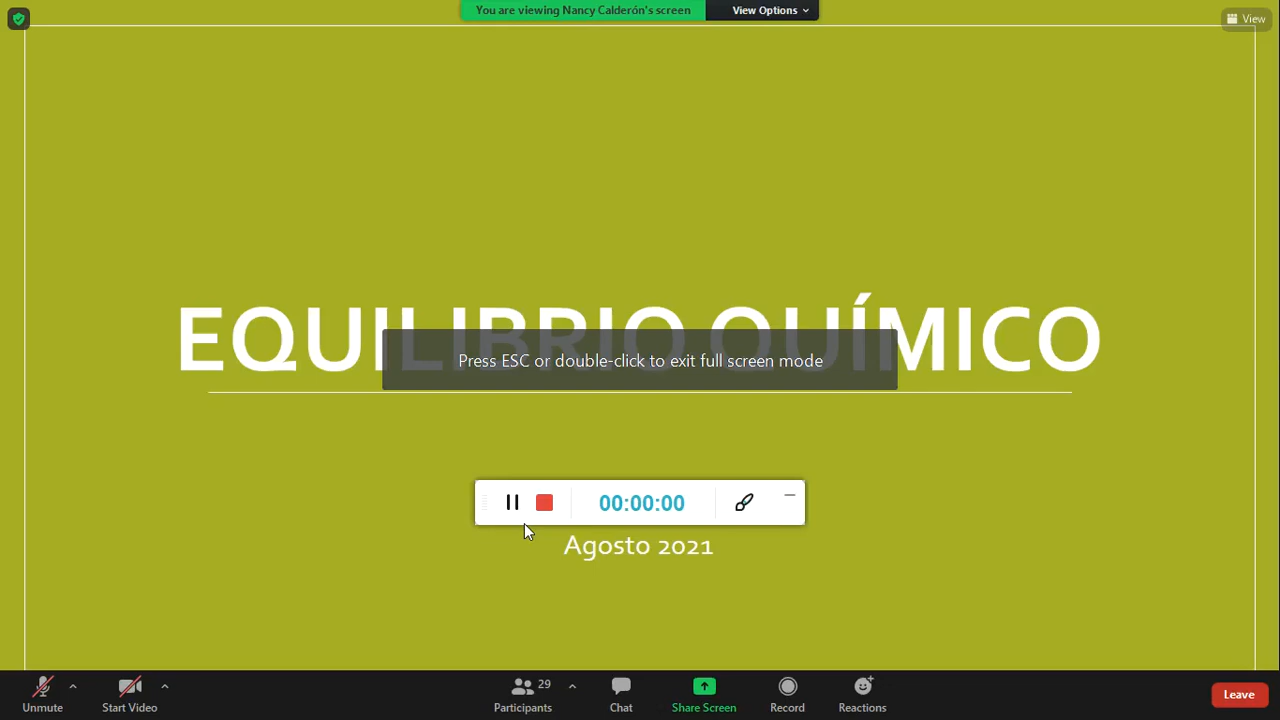 You are viewing Nancy Calderón's screen
View Options
View
EQUILIBRIO QUÍMICO
Press ESC or double-click to exit full screen mode
00:00:00
Agosto 2021
Unmute
Start Video
29
Participants
Chat
Share Screen
Record
Reactions
Leave